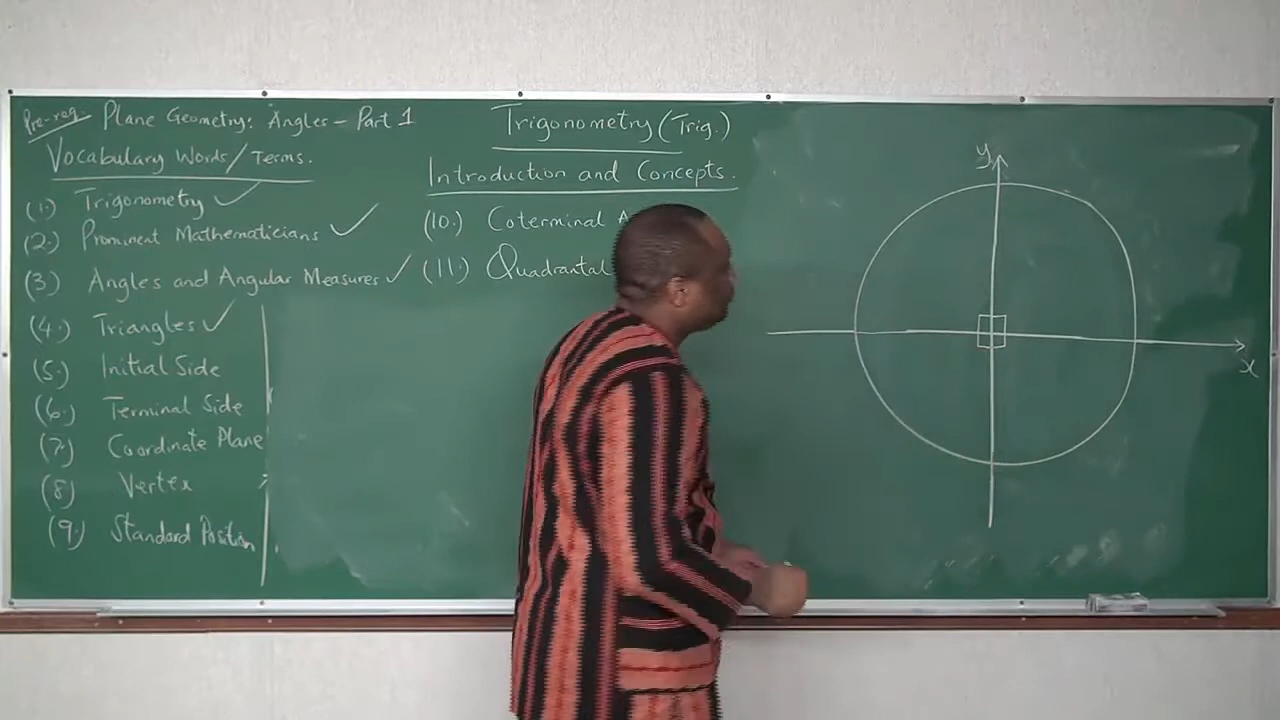 Pre-req. Plane Geometry: Angles - Part 1
Vocabulary Words/Terms.
(1.) Trigonometry ✓
(2.) Prominent Mathematicians ✓
(3.) Angles and Angular Measures ✓
(4.) Triangles ✓
(5.) Initial Side
(6.) Terminal Side
(7.) Coordinate Plane
(8) Vertex
(9.) Standard Position
Trigonometry (Trig.)
Introduction and Concepts.
(10.) Coterminal A
(11.) Quadrantal
y
x